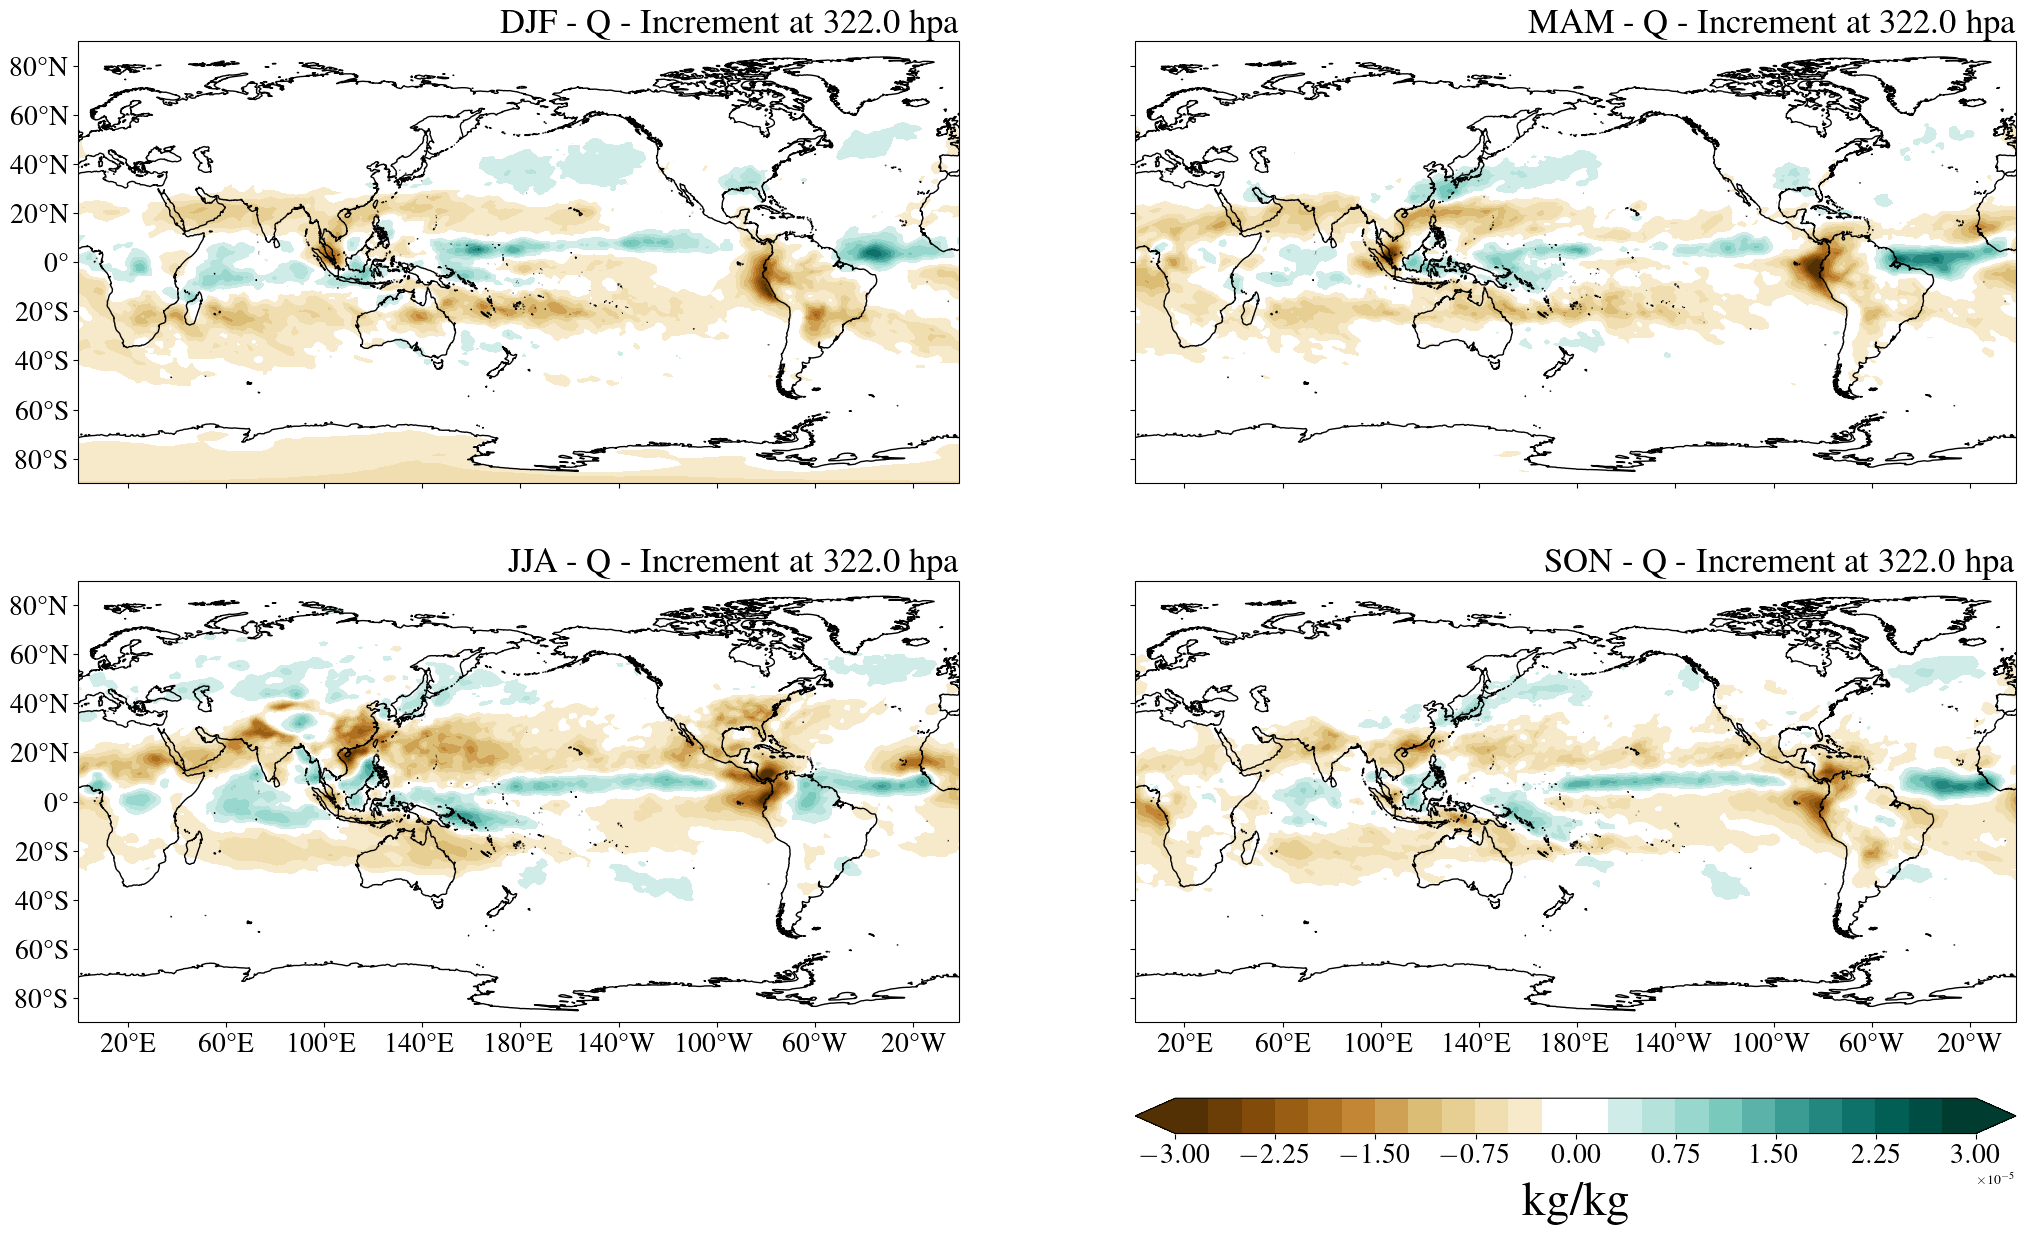 DJF - Q - Increment at 322.0 hpa
MAM - Q - Increment at 322.0 hpa
80°N
60°N
40°N
20°N
0°
20°S
40°S
60°S
80°S
JJA - Q - Increment at 322.0 hpa
SON - Q - Increment at 322.0 hpa
80°N
60°N
40°N
20°N
0°
20°S
40°S
60°S
80°S
20°E 60°E 100°E 140°E 180°E 140°W 100°W 60°W 20°W
20°E 60°E 100°E 140°E 180°E 140°W 100°W 60°W 20°W
−3.00 −2.25 −1.50 −0.75 0.00 0.75 1.50 2.25 3.00
×10⁻⁵
kg/kg